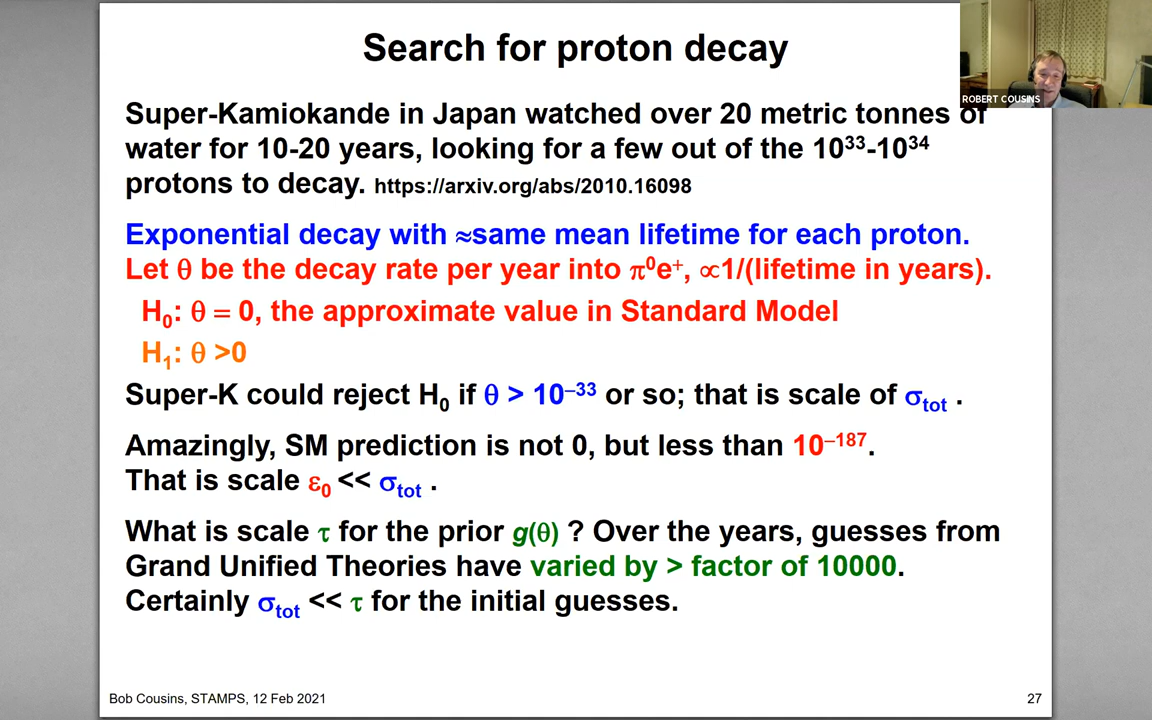 Search for proton decay
ROBERT COUSINS
Super-Kamiokande in Japan watched over 20 metric tonnes of
water for 10-20 years, looking for a few out of the 10³³-10³⁴
protons to decay. https://arxiv.org/abs/2010.16098
Exponential decay with ≈same mean lifetime for each proton.
Let θ be the decay rate per year into π⁰e⁺, ∝1/(lifetime in years).
H₀: θ = 0, the approximate value in Standard Model
H₁: θ >0
Super-K could reject H₀ if θ > 10⁻³³ or so; that is scale of σtot .
Amazingly, SM prediction is not 0, but less than 10⁻¹⁸⁷.
That is scale ε₀ << σtot .
What is scale τ for the prior g(θ) ? Over the years, guesses from
Grand Unified Theories have varied by > factor of 10000.
Certainly σtot << τ for the initial guesses.
Bob Cousins, STAMPS, 12 Feb 2021
27